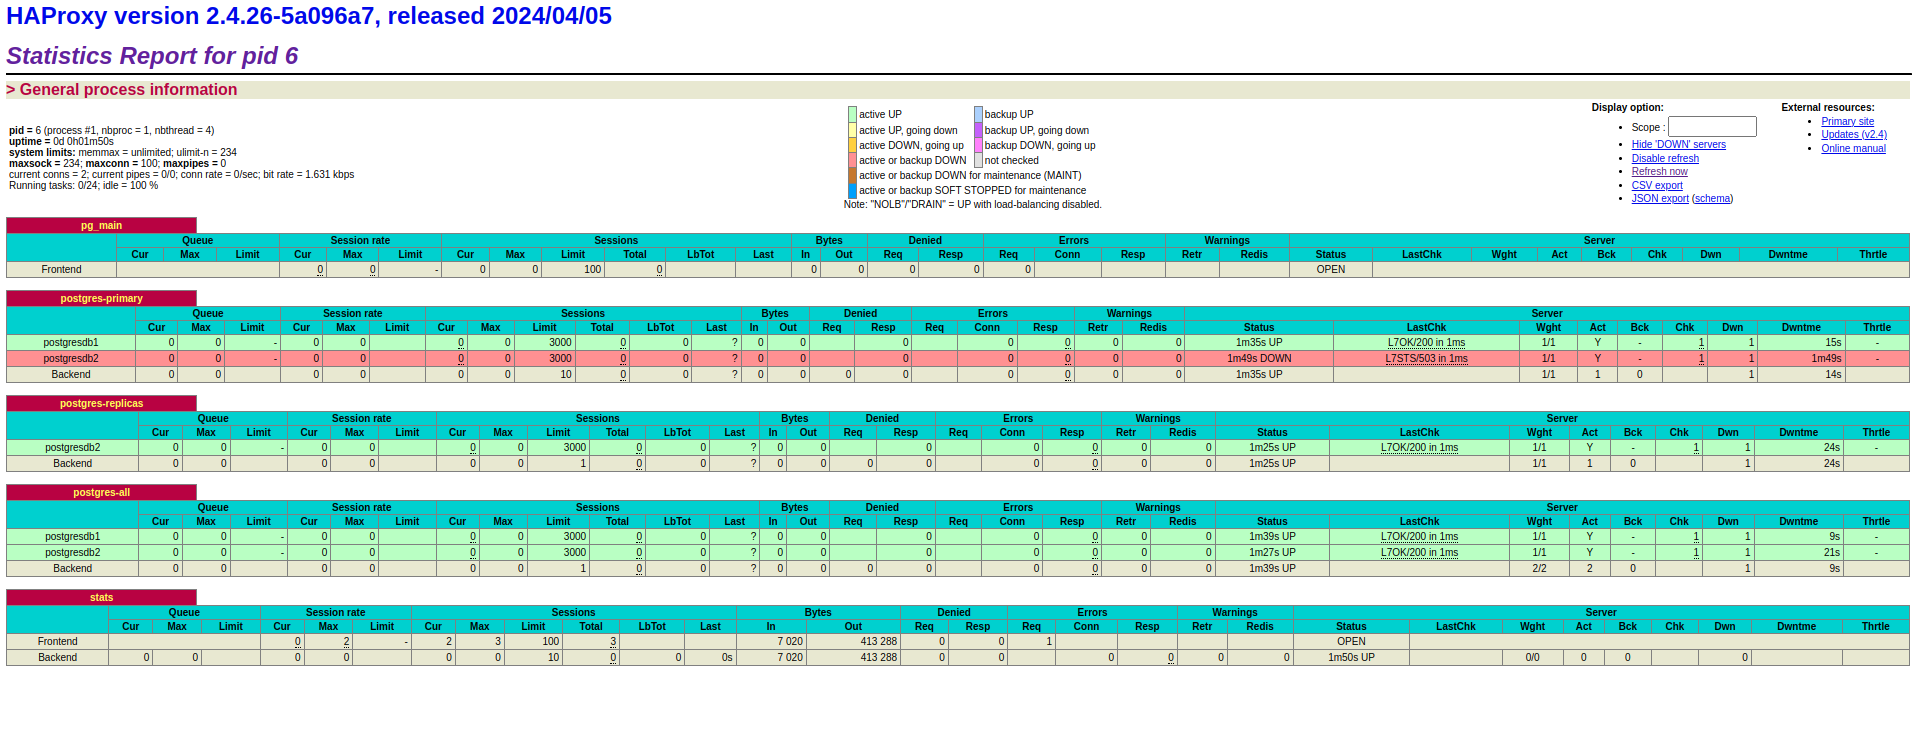 HAProxy version 2.4.26-5a096a7, released 2024/04/05
Statistics Report for pid 6
> General process information
pid = 6 (process #1, nbproc = 1, nbthread = 4)
uptime = 0d 0h01m50s
system limits: memmax = unlimited; ulimit-n = 234
maxsock = 234; maxconn = 100; maxpipes = 0
current conns = 2; current pipes = 0/0; conn rate = 0/sec; bit rate = 1.631 kbps
Running tasks: 0/24; idle = 100 %
active UP backup UP
active UP, going down backup UP, going down
active DOWN, going up backup DOWN, going up
active or backup DOWN not checked
active or backup DOWN for maintenance (MAINT)
active or backup SOFT STOPPED for maintenance
Note: "NOLB"/"DRAIN" = UP with load-balancing disabled.
Display option:
• Scope :
• Hide 'DOWN' servers
• Disable refresh
• Refresh now
• CSV export
• JSON export (schema)
External resources:
• Primary site
• Updates (v2.4)
• Online manual
pg_main
Queue Session rate Sessions Bytes Denied Errors Warnings Server
Cur Max Limit Cur Max Limit Cur Max Limit Total LbTot Last In Out Req Resp Req Conn Resp Retr Redis Status LastChk Wght Act Bck Chk Dwn Dwntme Thrtle
Frontend 0 0 - 0 0 100 0 0 0 0 0 0 OPEN
postgres-primary
Queue Session rate Sessions Bytes Denied Errors Warnings Server
Cur Max Limit Cur Max Limit Cur Max Limit Total LbTot Last In Out Req Resp Req Conn Resp Retr Redis Status LastChk Wght Act Bck Chk Dwn Dwntme Thrtle
postgresdb1 0 0 - 0 0 0 0 3000 0 0 ? 0 0 0 0 0 0 0 1m35s UP L7OK/200 in 1ms 1/1 Y - 1 1 15s -
postgresdb2 0 0 - 0 0 0 0 3000 0 0 ? 0 0 0 0 0 0 0 1m49s DOWN L7STS/503 in 1ms 1/1 Y - 1 1 1m49s -
Backend 0 0 0 0 0 0 10 0 0 ? 0 0 0 0 0 0 0 0 1m35s UP 1/1 1 0 1 14s
postgres-replicas
Queue Session rate Sessions Bytes Denied Errors Warnings Server
Cur Max Limit Cur Max Limit Cur Max Limit Total LbTot Last In Out Req Resp Req Conn Resp Retr Redis Status LastChk Wght Act Bck Chk Dwn Dwntme Thrtle
postgresdb2 0 0 - 0 0 0 0 3000 0 0 ? 0 0 0 0 0 0 0 1m25s UP L7OK/200 in 1ms 1/1 Y - 1 1 24s -
Backend 0 0 0 0 0 0 1 0 0 ? 0 0 0 0 0 0 0 0 1m25s UP 1/1 1 0 1 24s
postgres-all
Queue Session rate Sessions Bytes Denied Errors Warnings Server
Cur Max Limit Cur Max Limit Cur Max Limit Total LbTot Last In Out Req Resp Req Conn Resp Retr Redis Status LastChk Wght Act Bck Chk Dwn Dwntme Thrtle
postgresdb1 0 0 - 0 0 0 0 3000 0 0 ? 0 0 0 0 0 0 0 1m39s UP L7OK/200 in 1ms 1/1 Y - 1 1 9s -
postgresdb2 0 0 - 0 0 0 0 3000 0 0 ? 0 0 0 0 0 0 0 1m27s UP L7OK/200 in 1ms 1/1 Y - 1 1 21s -
Backend 0 0 0 0 0 0 1 0 0 ? 0 0 0 0 0 0 0 0 1m39s UP 2/2 2 0 1 9s
stats
Queue Session rate Sessions Bytes Denied Errors Warnings Server
Cur Max Limit Cur Max Limit Cur Max Limit Total LbTot Last In Out Req Resp Req Conn Resp Retr Redis Status LastChk Wght Act Bck Chk Dwn Dwntme Thrtle
Frontend 0 2 - 2 3 100 3 7 020 413 288 0 0 1 OPEN
Backend 0 0 0 0 0 0 10 0 0 0s 7 020 413 288 0 0 0 0 0 0 1m50s UP 0/0 0 0 0